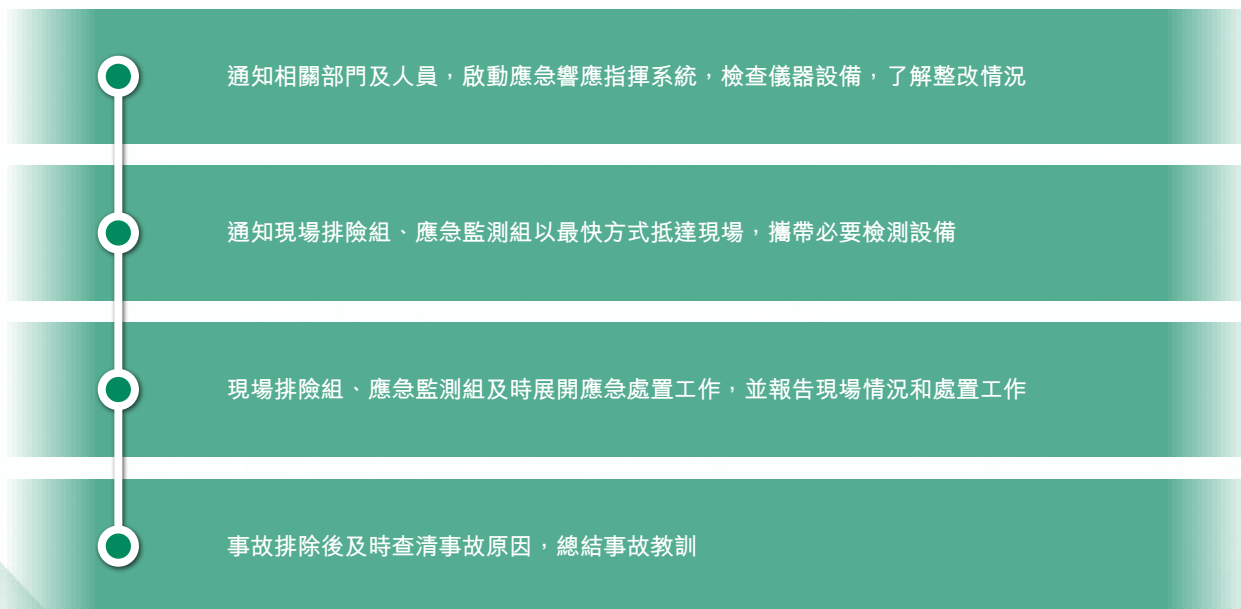 通知相關部門及人員，啟動應急響應指揮系統，檢查儀器設備，了解整改情況
通知現場排險組、應急監測組以最快方式抵達現場，攜帶必要檢測設備
現場排險組、應急監測組及時展開應急處置工作，並報告現場情況和處置工作
事故排除後及時查清事故原因，總結事故教訓